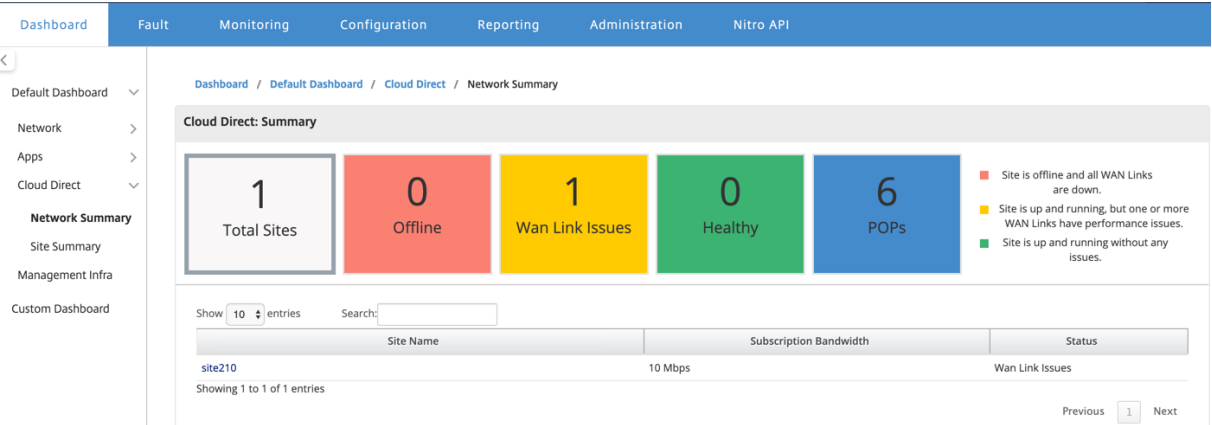 Dashboard Fault Monitoring Configuration Reporting Administration Nitro API
Default Dashboard
Network
Apps
Cloud Direct
Network Summary
Site Summary
Management Infra
Custom Dashboard
Dashboard / Default Dashboard / Cloud Direct / Network Summary
Cloud Direct: Summary
1
Total Sites
0
Offline
1
Wan Link Issues
0
Healthy
6
POPs
Site is offline and all WAN Links
are down.
Site is up and running, but one or more
WAN Links have performance issues.
Site is up and running without any
issues.
Show 10 entries Search:
Site Name Subscription Bandwidth Status
site210 10 Mbps Wan Link Issues
Showing 1 to 1 of 1 entries
Previous 1 Next